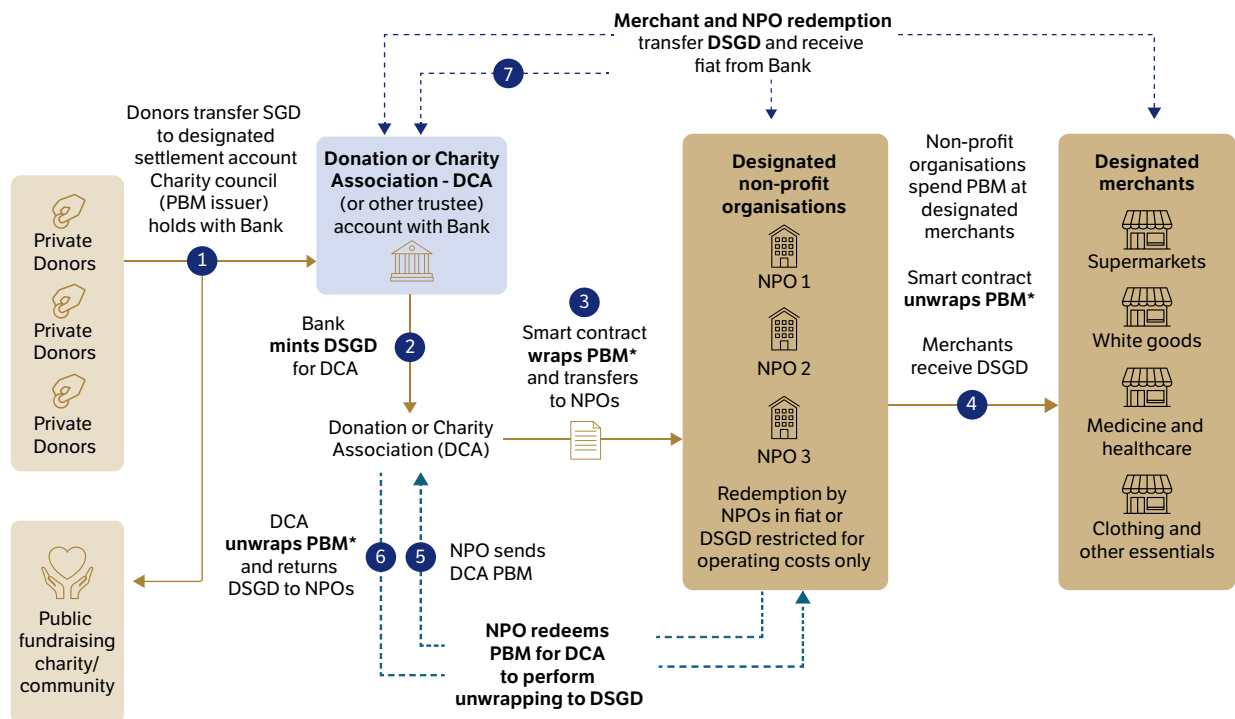 Merchant and NPO redemption
transfer DSGD and receive
fiat from Bank
7
Donors transfer SGD
to designated
settlement account
Charity council
(PBM issuer)
holds with Bank
1
Private
Donors
Private
Donors
Private
Donors
Public
fundraising
charity/
community
Donation or Charity
Association - DCA
(or other trustee)
account with Bank
Bank
mints DSGD
for DCA
2
Donation or Charity
Association (DCA)
3
Smart contract
wraps PBM*
and transfers
to NPOs
DCA
unwraps PBM*
and returns
DSGD to NPOs
6
5
NPO sends
DCA PBM
NPO redeems
PBM for DCA
to perform
unwrapping to DSGD
Designated
non-profit
organisations
NPO 1
NPO 2
NPO 3
Redemption by
NPOs in fiat or
DSGD restricted for
operating costs only
Non-profit
organisations
spend PBM at
designated
merchants
Smart contract
unwraps PBM*
Merchants
receive DSGD
4
Designated
merchants
Supermarkets
White goods
Medicine and
healthcare
Clothing and
other essentials